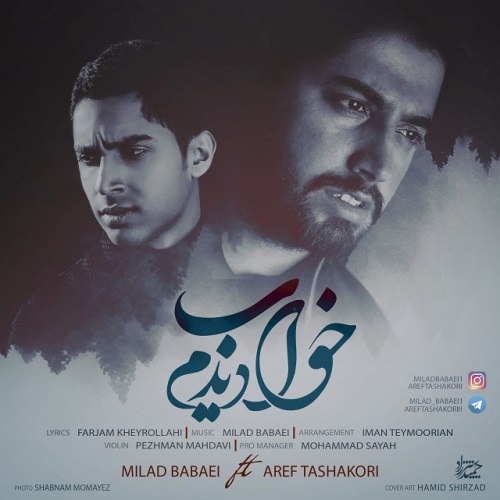 خواب دیدم
MILADBABAEI1
AREFTASHAKORI
MILAD_BABAEI1
AREFTASHAKORIII
LYRICS FARJAM KHEYROLLAHI | MUSIC MILAD BABAEI | ARRANGEMENT IMAN TEYMOORIAN
VIOLIN PEZHMAN MAHDAVI | PRO MANAGER MOHAMMAD SAYAH
MILAD BABAEI ft AREF TASHAKORI
PHOTO SHABNAM MOMAYEZ
COVER ART HAMID SHIRZAD